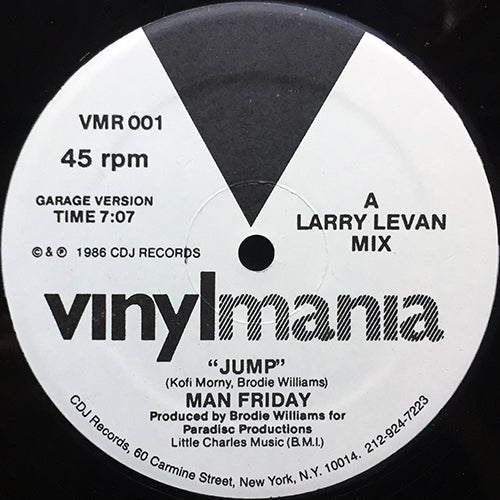 VMR 001
45 rpm
GARAGE VERSION
TIME 7:07
© & ℗ 1986 CDJ RECORDS
A
LARRY LEVAN
MIX
vinylmania
"JUMP"
(Kofi Morny, Brodie Williams)
MAN FRIDAY
Produced by Brodie Williams for
Paradisc Productions
Little Charles Music (B.M.I.)
CDJ Records, 60 Carmine Street, New York, N.Y. 10014. 212-924-7223